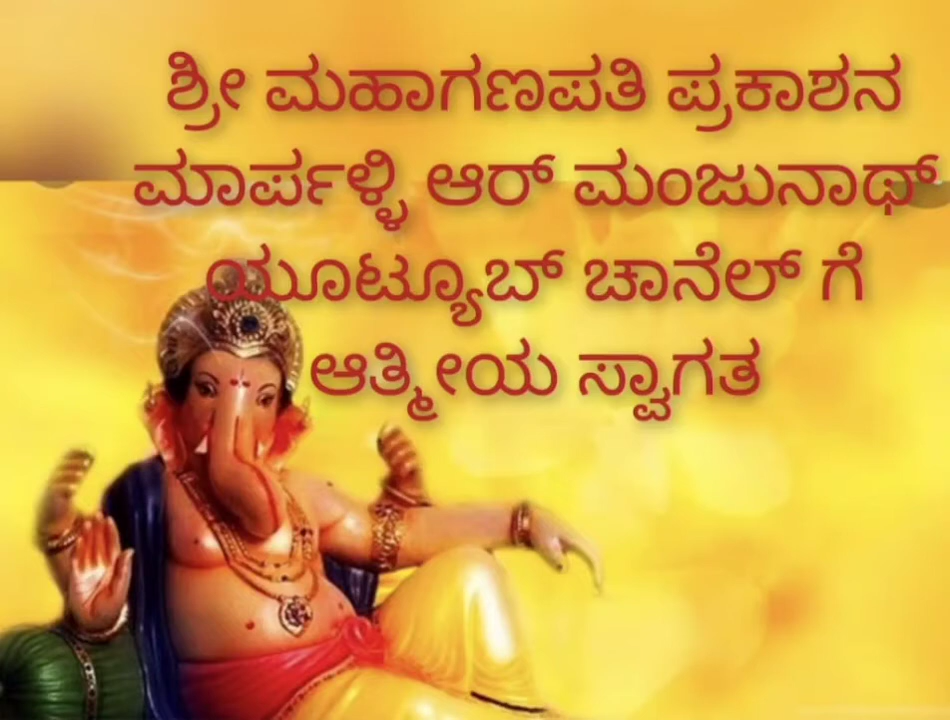 ಶ್ರೀ ಮಹಾಗಣಪತಿ ಪ್ರಕಾಶನ
ಮಾರ್ಪಳ್ಳಿ ಆರ್ ಮಂಜುನಾಥ್
ಯೂಟ್ಯೂಬ್ ಚಾನೆಲ್ ಗೆ
ಆತ್ಮೀಯ ಸ್ವಾಗತ